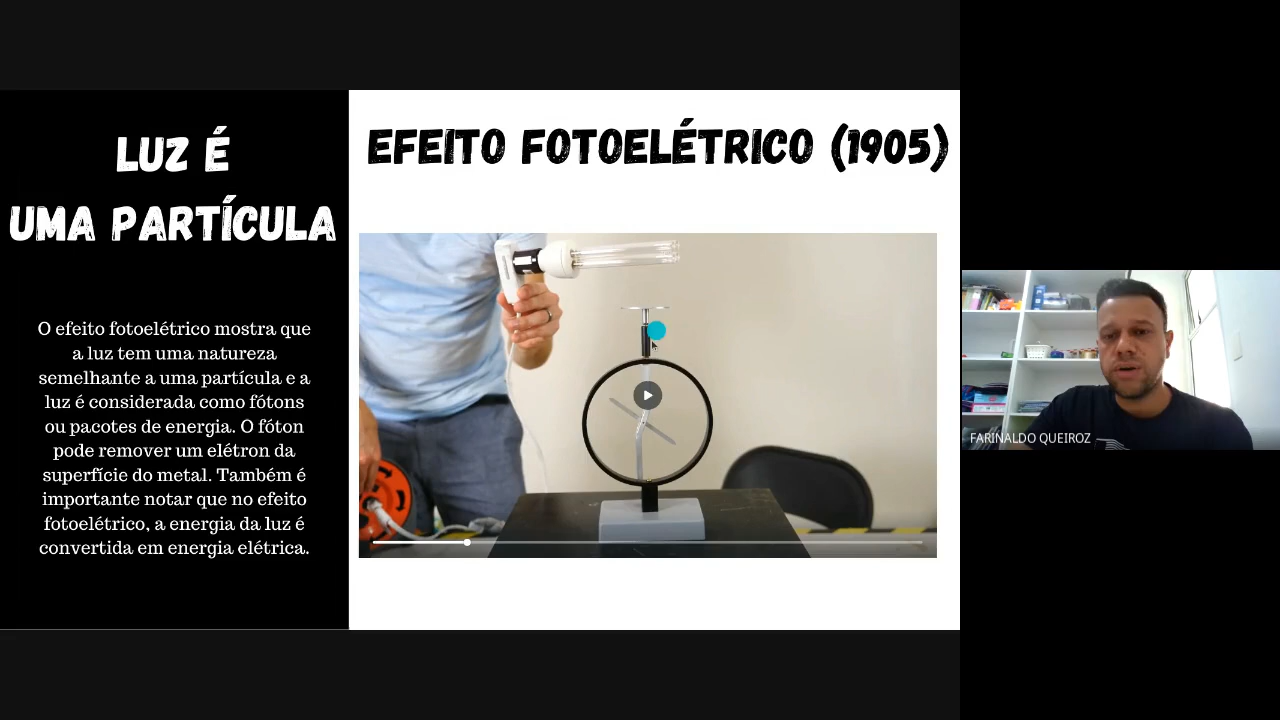 LUZ É
UMA PARTÍCULA
O efeito fotoelétrico mostra que
a luz tem uma natureza
semelhante a uma partícula e a
luz é considerada como fótons
ou pacotes de energia. O fóton
pode remover um elétron da
superfície do metal. Também é
importante notar que no efeito
fotoelétrico, a energia da luz é
convertida em energia elétrica.
EFEITO FOTOELÉTRICO (1905)
FARINALDO QUEIROZ